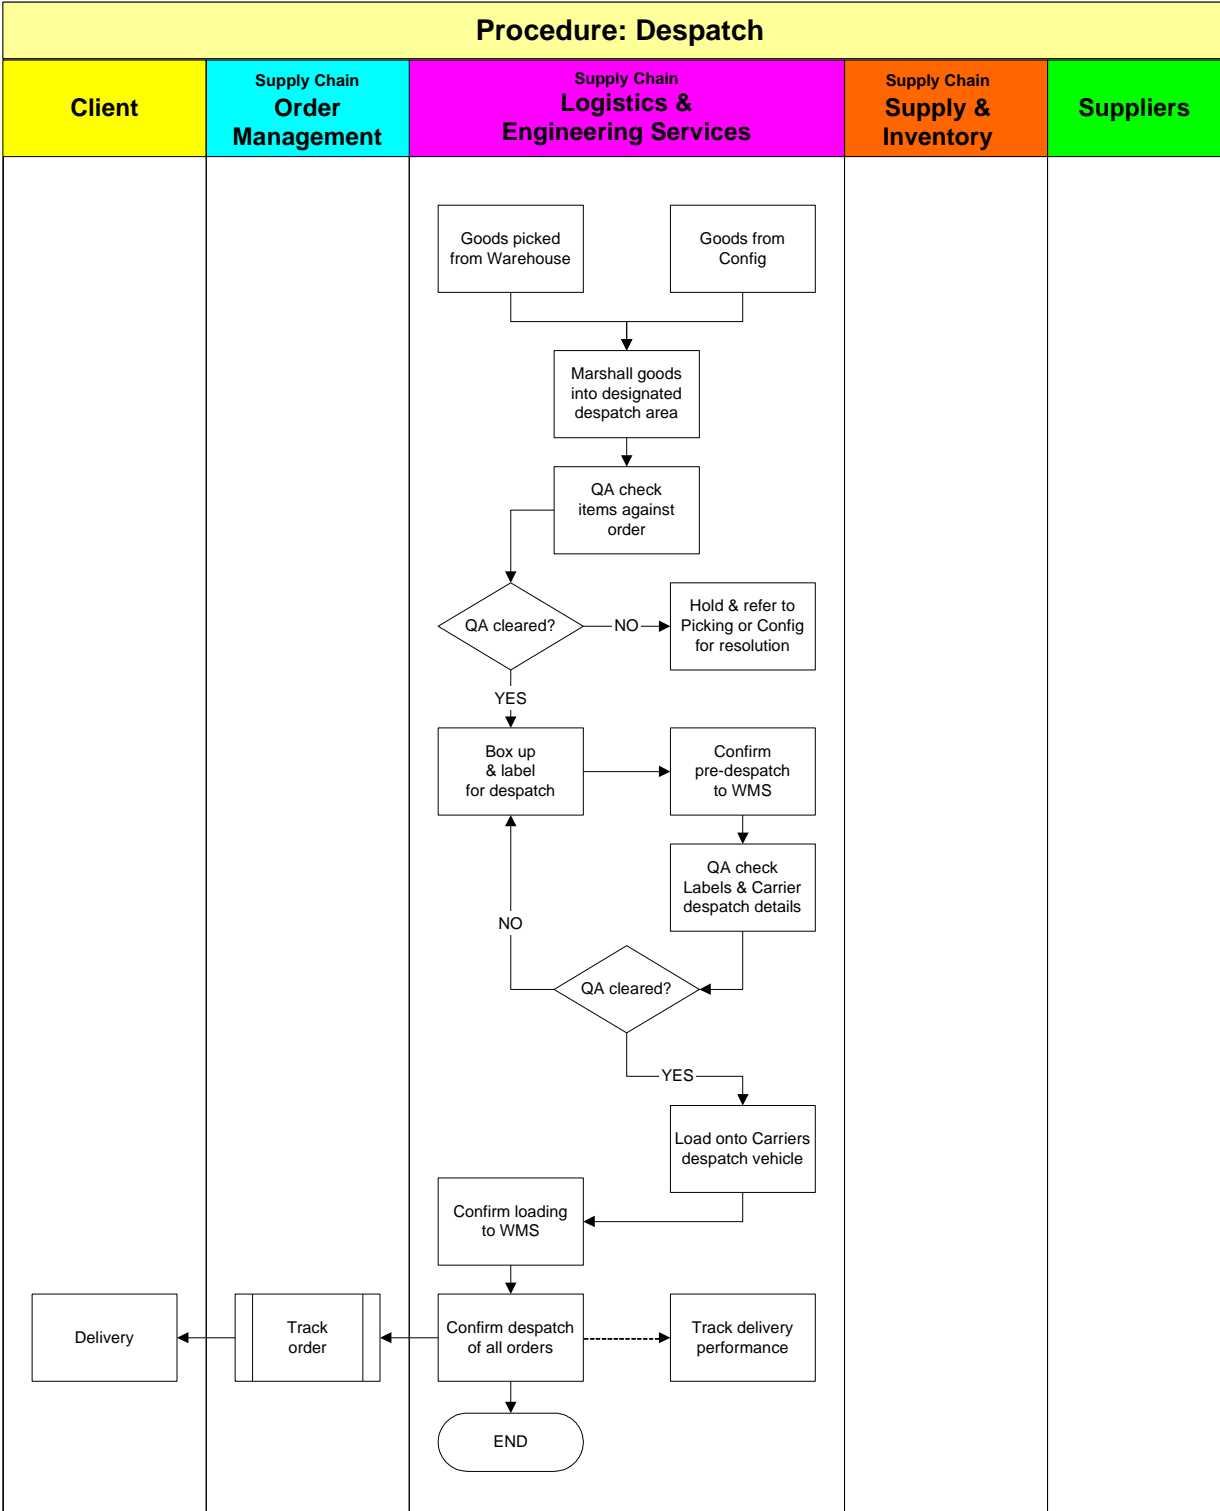 Procedure: Despatch
Client
Supply Chain
Order
Management
Supply Chain
Logistics &
Engineering Services
Supply Chain
Supply &
Inventory
Suppliers
Goods picked
from Warehouse
Goods from
Config
Marshall goods
into designated
despatch area
QA check
items against
order
QA cleared?
NO
Hold & refer to
Picking or Config
for resolution
YES
Box up
& label
for despatch
Confirm
pre-despatch
to WMS
QA check
Labels & Carrier
despatch details
NO
QA cleared?
YES
Load onto Carriers
despatch vehicle
Confirm loading
to WMS
Delivery
Track
order
Confirm despatch
of all orders
Track delivery
performance
END